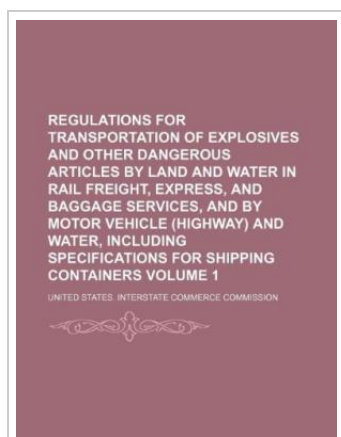 REGULATIONS FOR
TRANSPORTATION OF EXPLOSIVES
AND OTHER DANGEROUS
ARTICLES BY LAND AND WATER IN
RAIL FREIGHT, EXPRESS, AND
BAGGAGE SERVICES, AND BY
MOTOR VEHICLE (HIGHWAY) AND
WATER, INCLUDING
SPECIFICATIONS FOR SHIPPING
CONTAINERS VOLUME 1
UNITED STATES. INTERSTATE COMMERCE COMMISSION